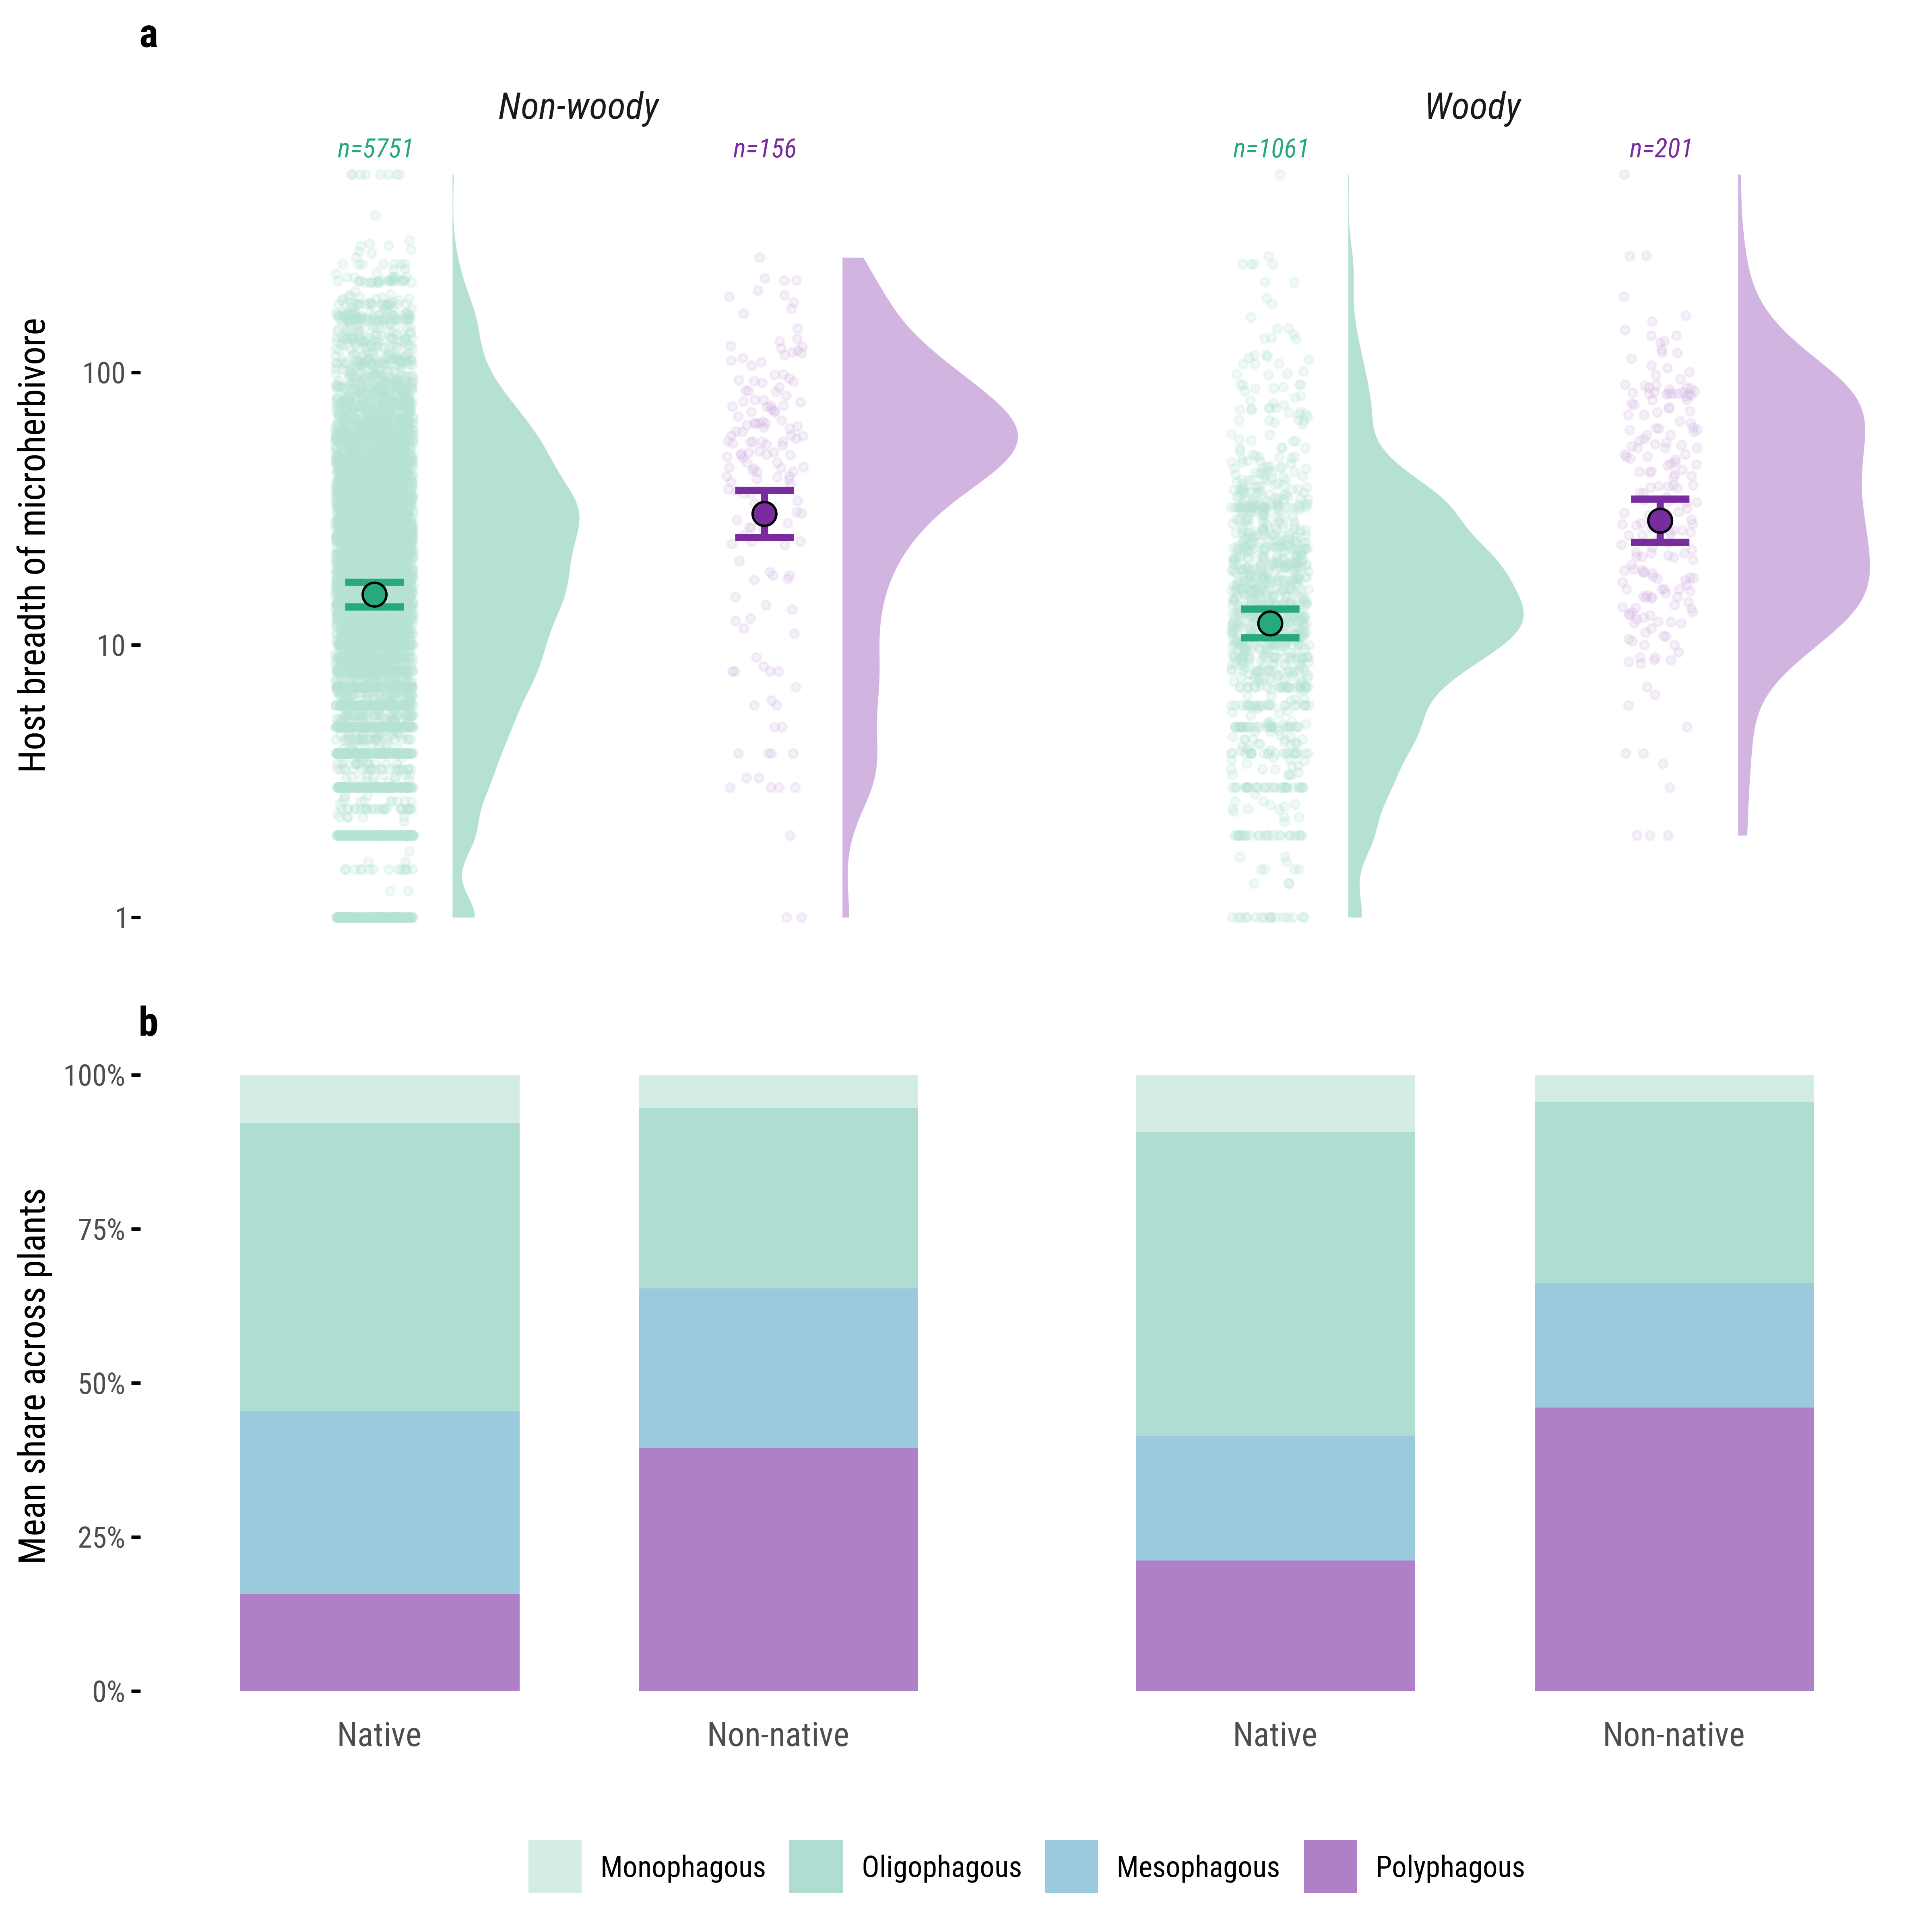 a
Non-woody
Woody
n=5751
n=156
n=1061
n=201
Host breadth of microherbivore
100
10
1
b
Mean share across plants
100%
75%
50%
25%
0%
Native
Non-native
Native
Non-native
Monophagous
Oligophagous
Mesophagous
Polyphagous